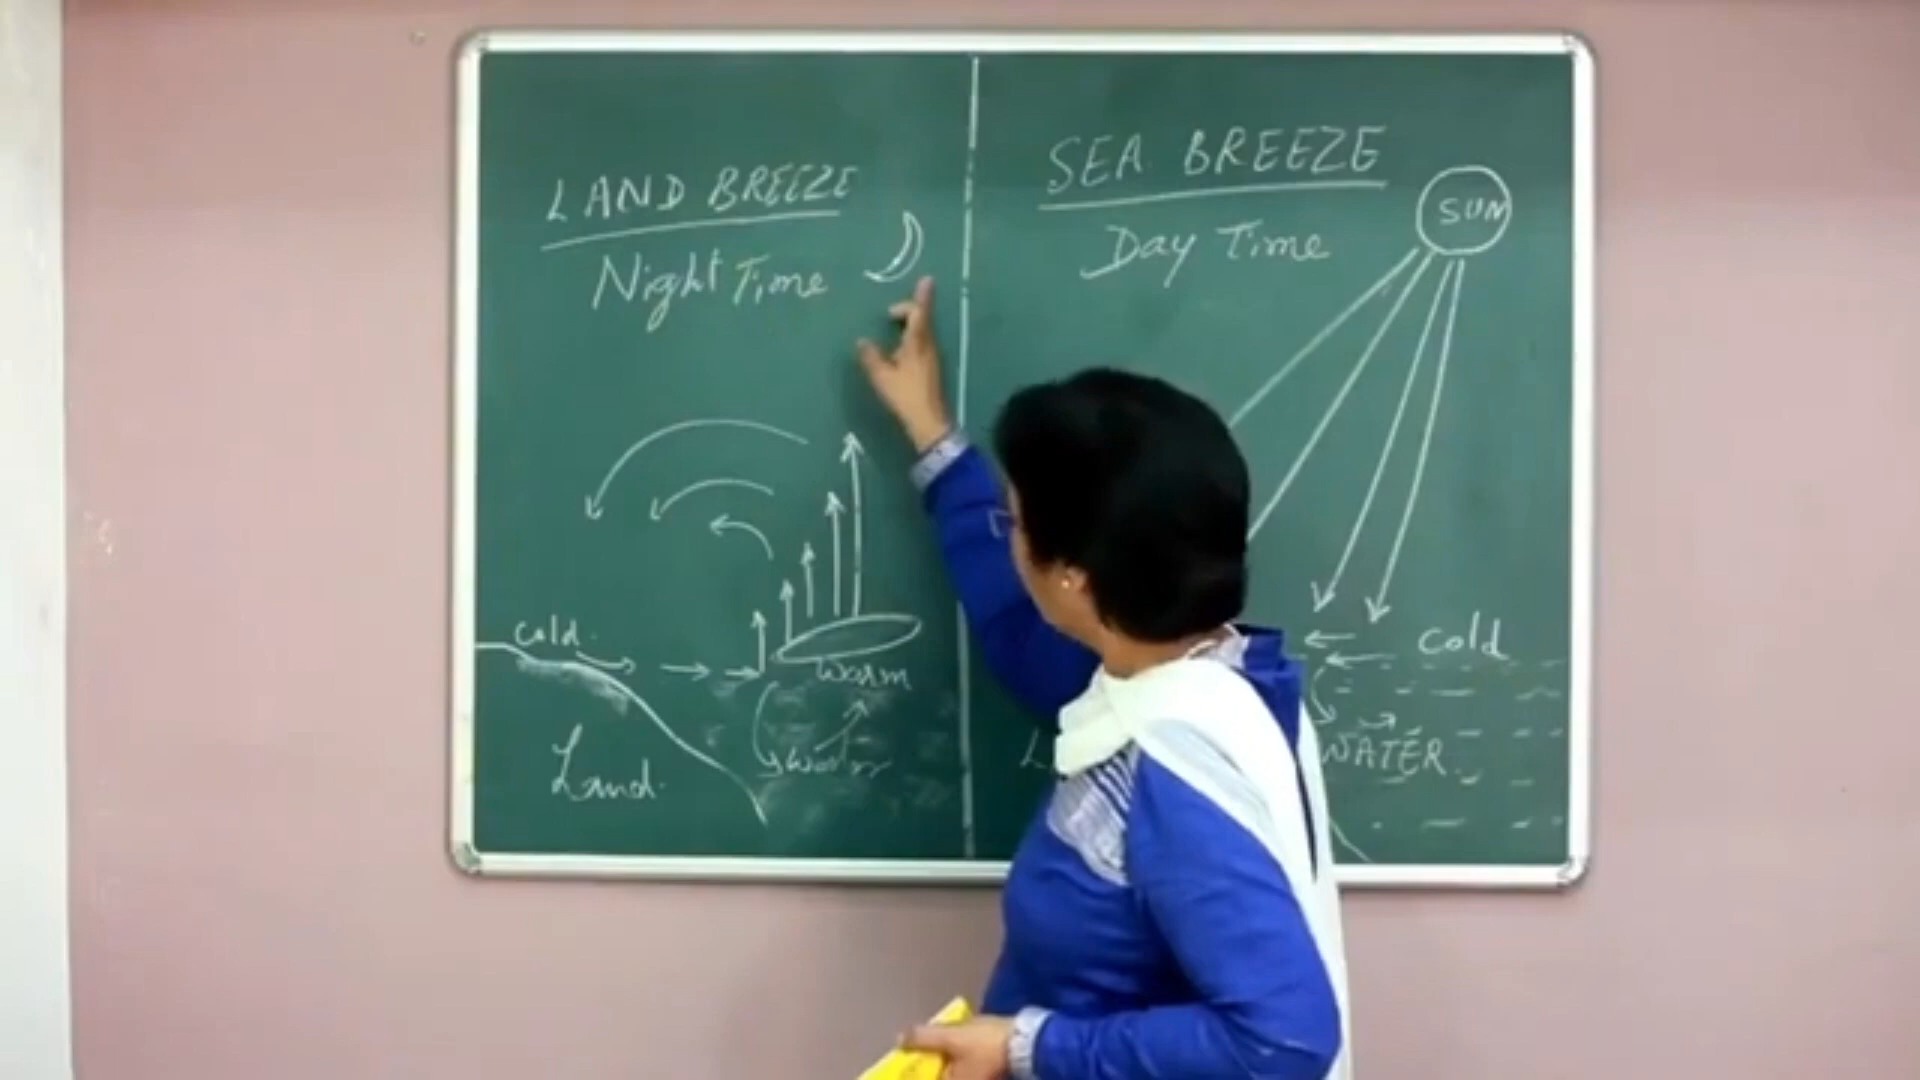 LAND BREEZE
Night Time
cold.
warm
water
Land.
SEA BREEZE
SUN
Day Time
cold
WATER